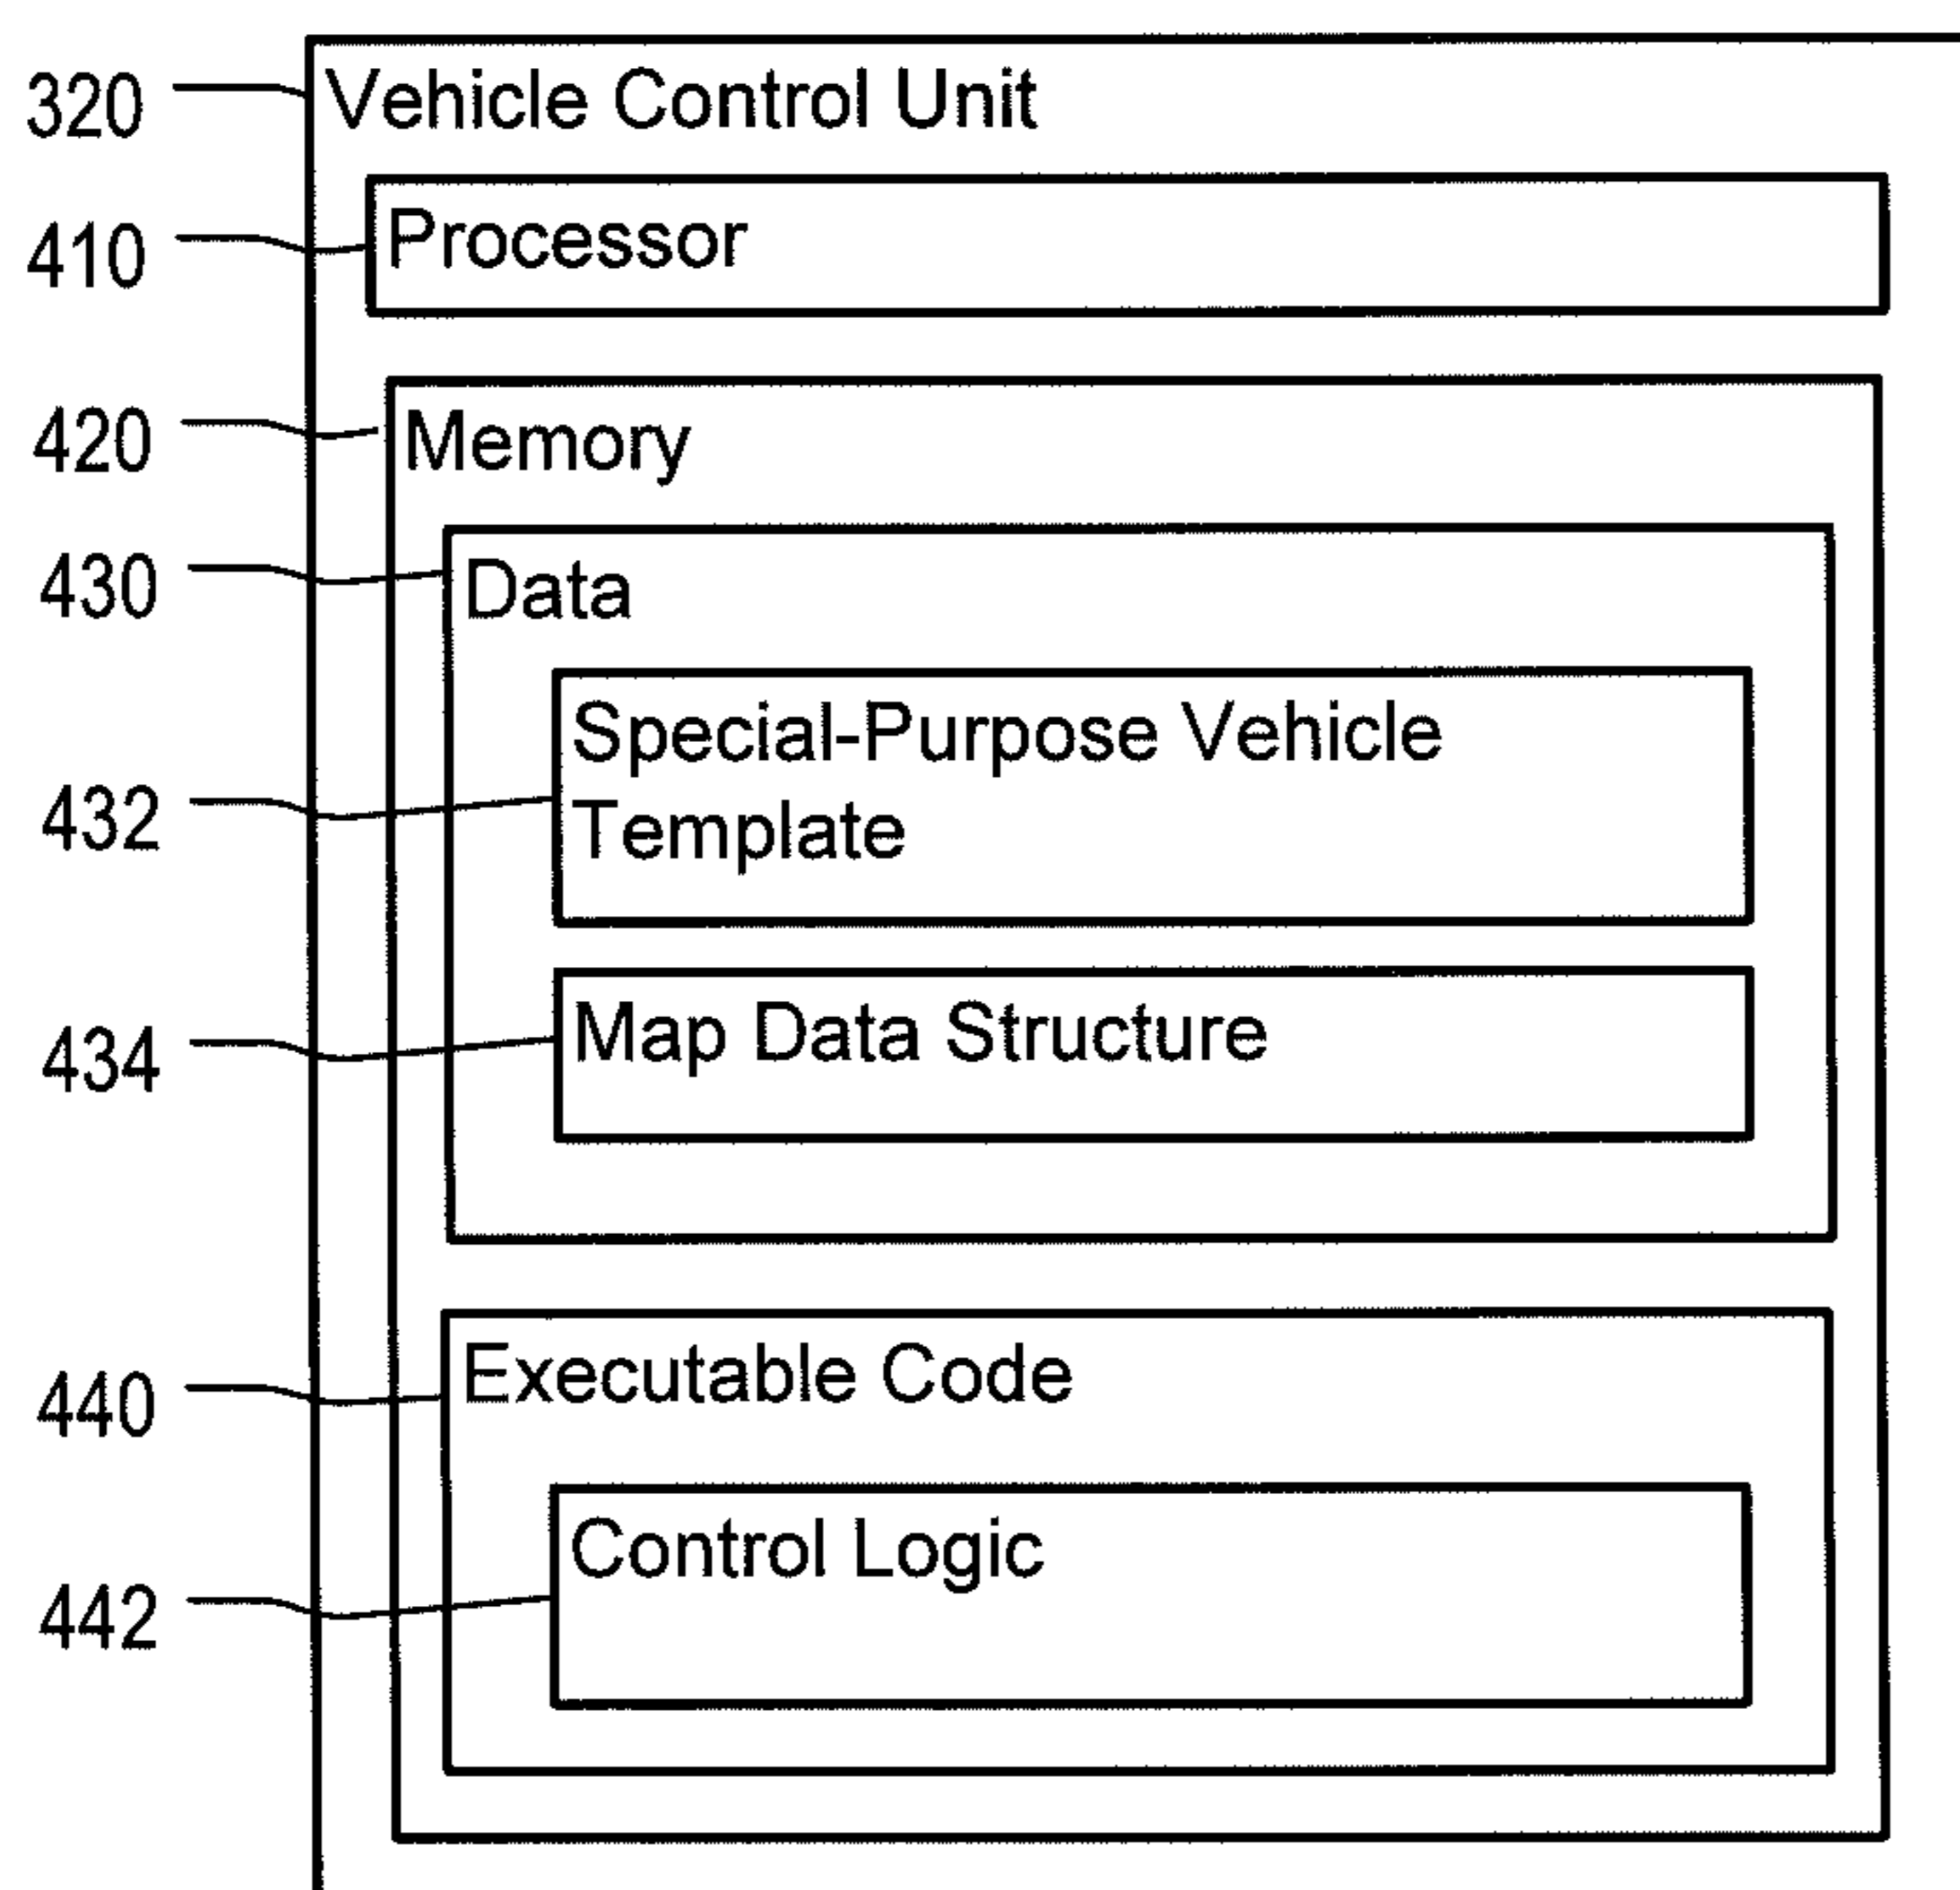 320 Vehicle Control Unit
410 Processor
420 Memory
430 Data
Special-Purpose Vehicle
432 Template
434 Map Data Structure
440 Executable Code
Control Logic
442